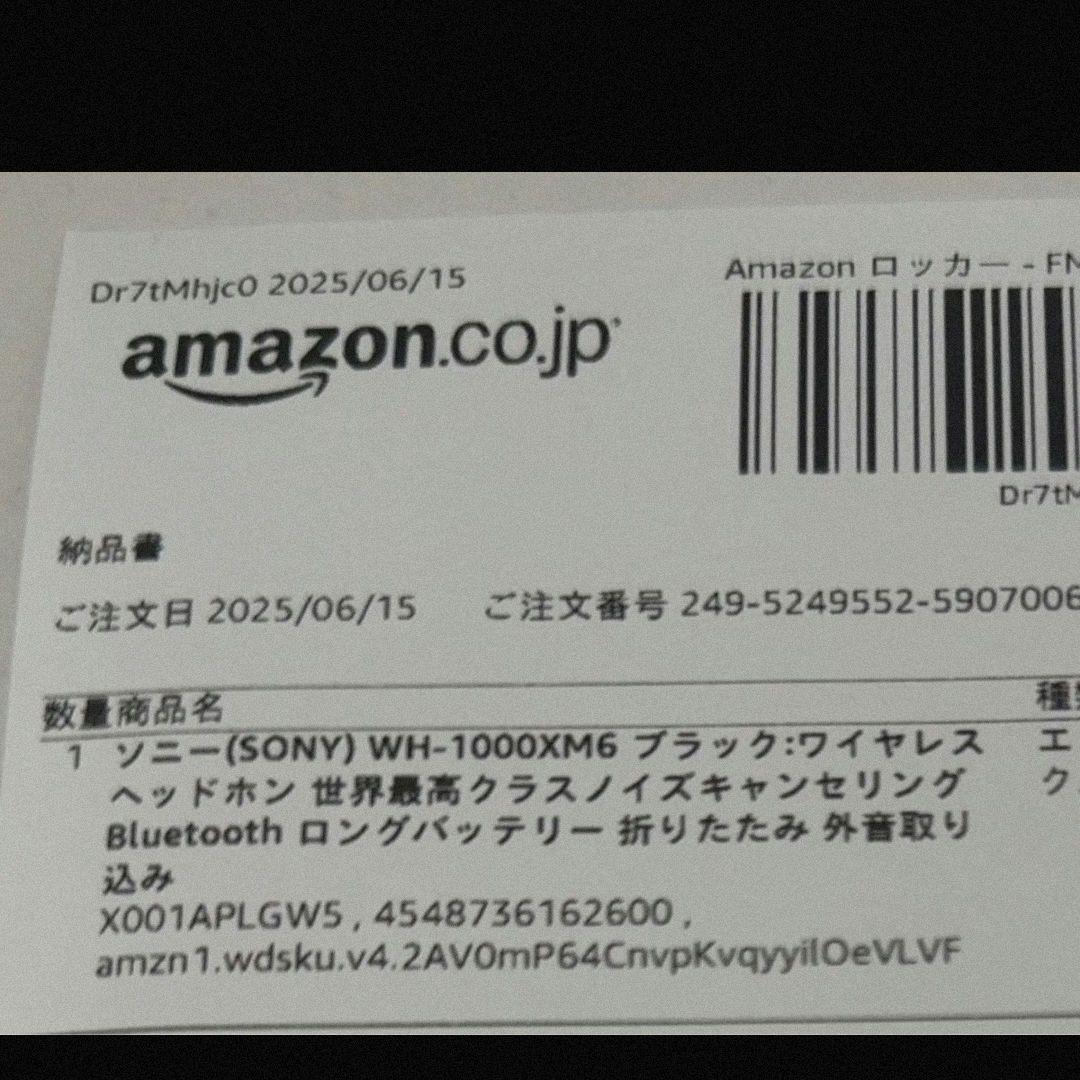 Dr7tMhjc0 2025/06/15
Amazon ロッカー - FM
amazon.co.jp
Dr7tM
納品書
ご注文日 2025/06/15 ご注文番号 249-5249552-5907006
数量 商品名 種類
1 ソニー(SONY) WH-1000XM6 ブラック:ワイヤレス エ
ヘッドホン 世界最高クラスノイズキャンセリング ク
Bluetooth ロングバッテリー 折りたたみ 外音取り
込み
X001APLGW5 , 4548736162600 ,
amzn1.wdsku.v4.2AV0mP64CnvpKvqyyilOeVLVF